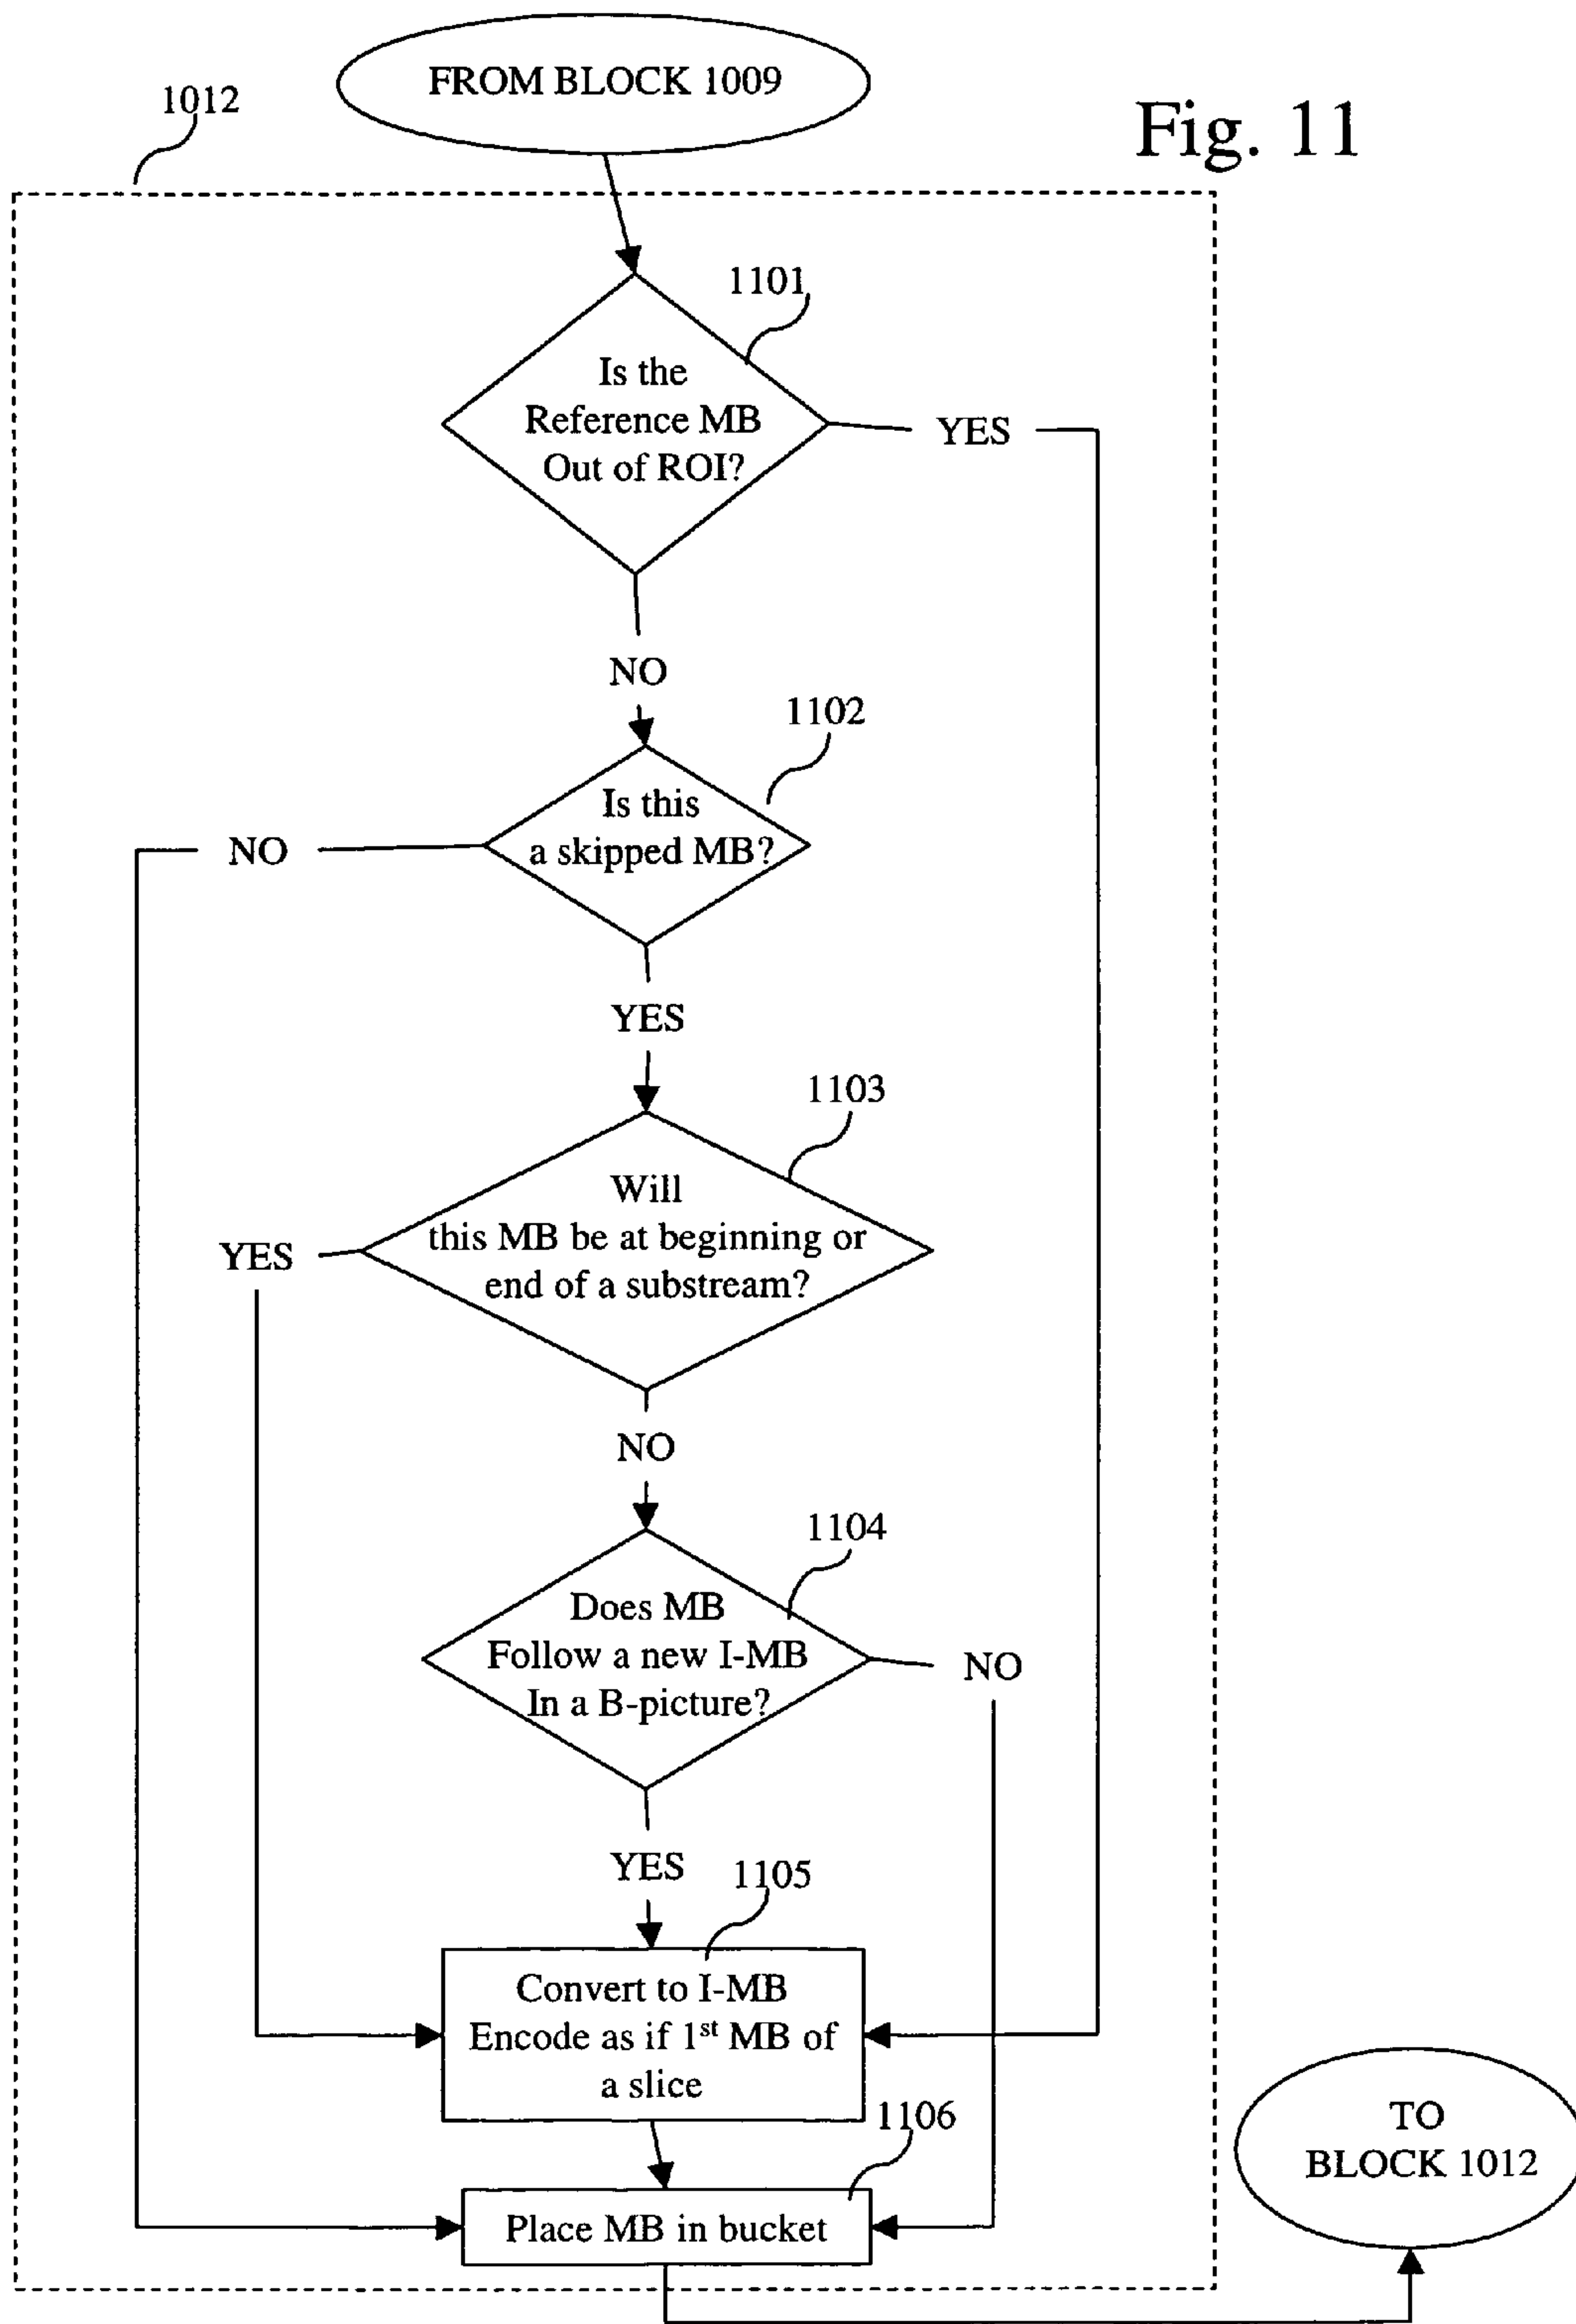 FROM BLOCK 1009
1012
Fig. 11
1101
Is the
Reference MB
Out of ROI?
YES
NO
1102
Is this
a skipped MB?
NO
YES
1103
Will
this MB be at beginning or
end of a substream?
YES
NO
1104
Does MB
Follow a new I-MB
In a B-picture?
NO
YES
1105
Convert to I-MB
Encode as if 1st MB of
a slice
1106
Place MB in bucket
TO
BLOCK 1012